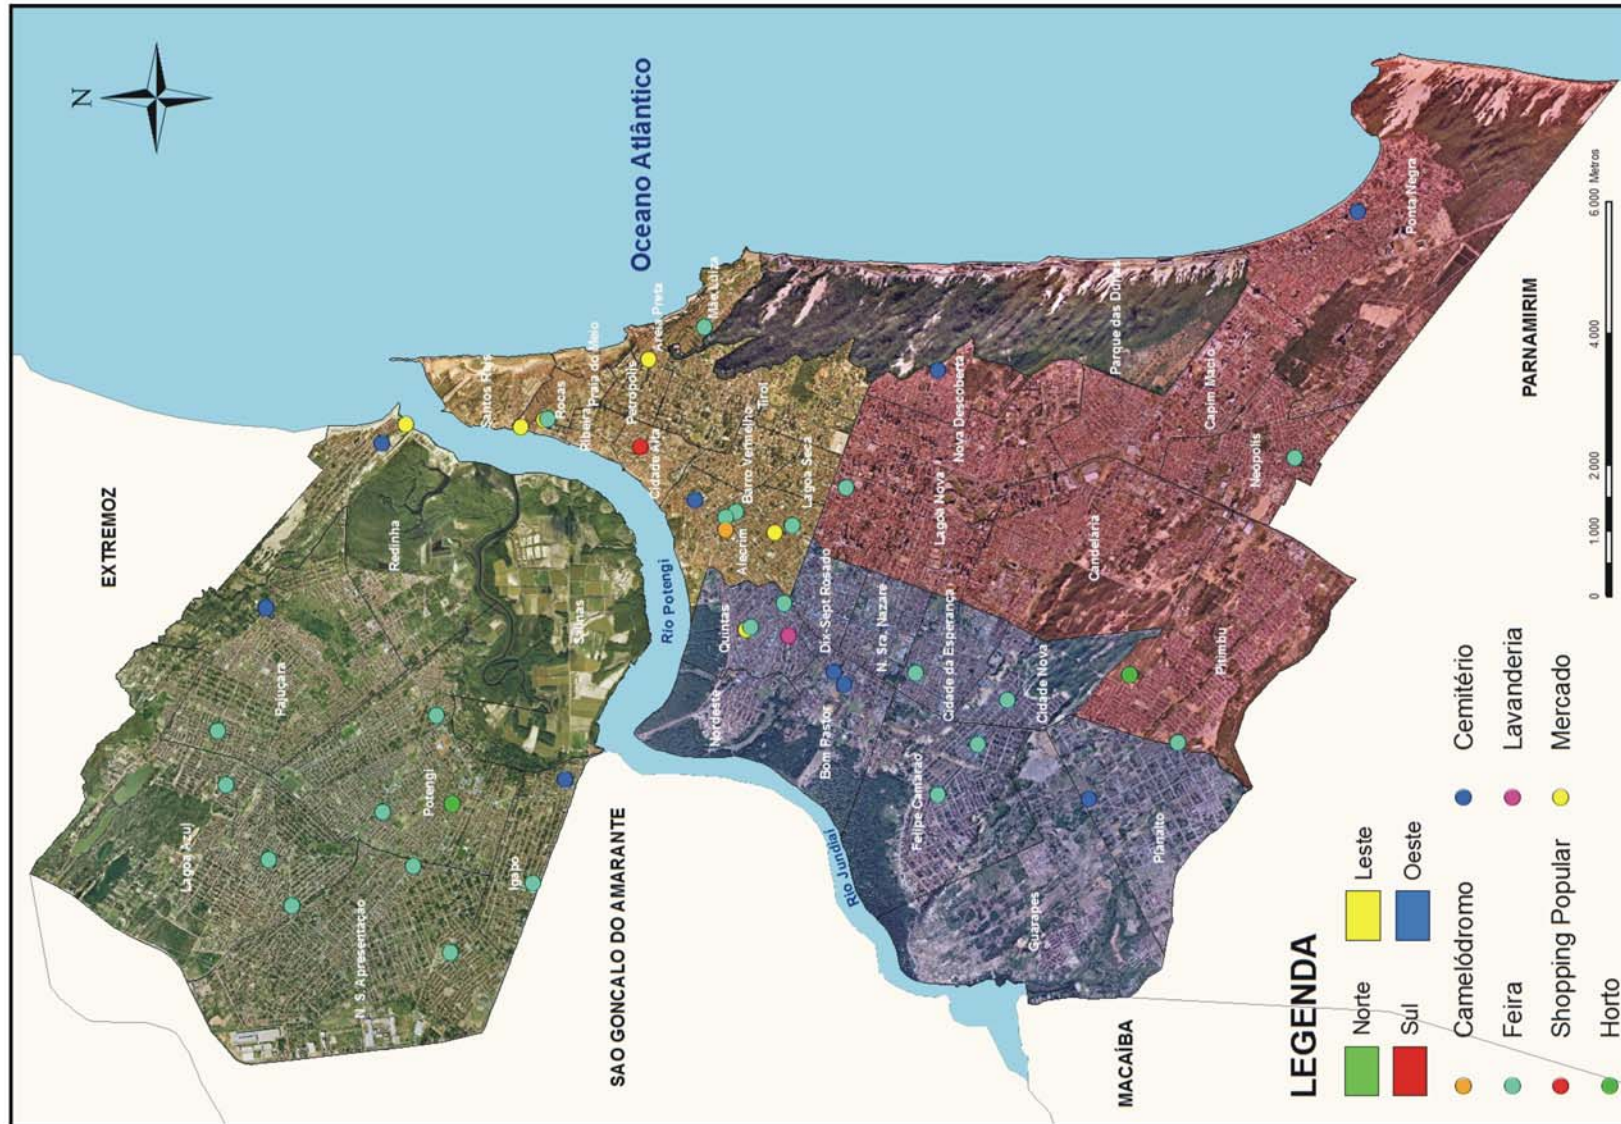 N
EXTREMOZ
Oceano Atlântico
Redinha
Pajuçara
Lagoa Azul
Potengi
N. S. Apresentação
Igapo
Salinas
Rio Potengi
SAO GONCALO DO AMARANTE
Santos Reis
Rocas
Ribeira
Praia do Meio
Petropolis
Areia Preta
Mãe Luiza
Cidade Alta
Tirol
Barro Vermelho
Alecrim
Lagoa Seca
Quintas
Nordeste
Dix-Sept Rosado
Bom Pastor
N. Sra. Nazaré
Cidade da Esperança
Cidade Nova
Felipe Camarão
Guarapes
Planalto
Rio Jundiaí
Lagoa Nova
Nova Descoberta
Parque das Dunas
Candelária
Capim Macio
Neopolis
Pitimbu
Ponta Negra
PARNAMIRIM
MACAÍBA
0 1.000 2.000 4.000 6.000 Metros
LEGENDA
Norte
Leste
Sul
Oeste
Camelódromo
Cemitério
Feira
Lavanderia
Shopping Popular
Mercado
Horto